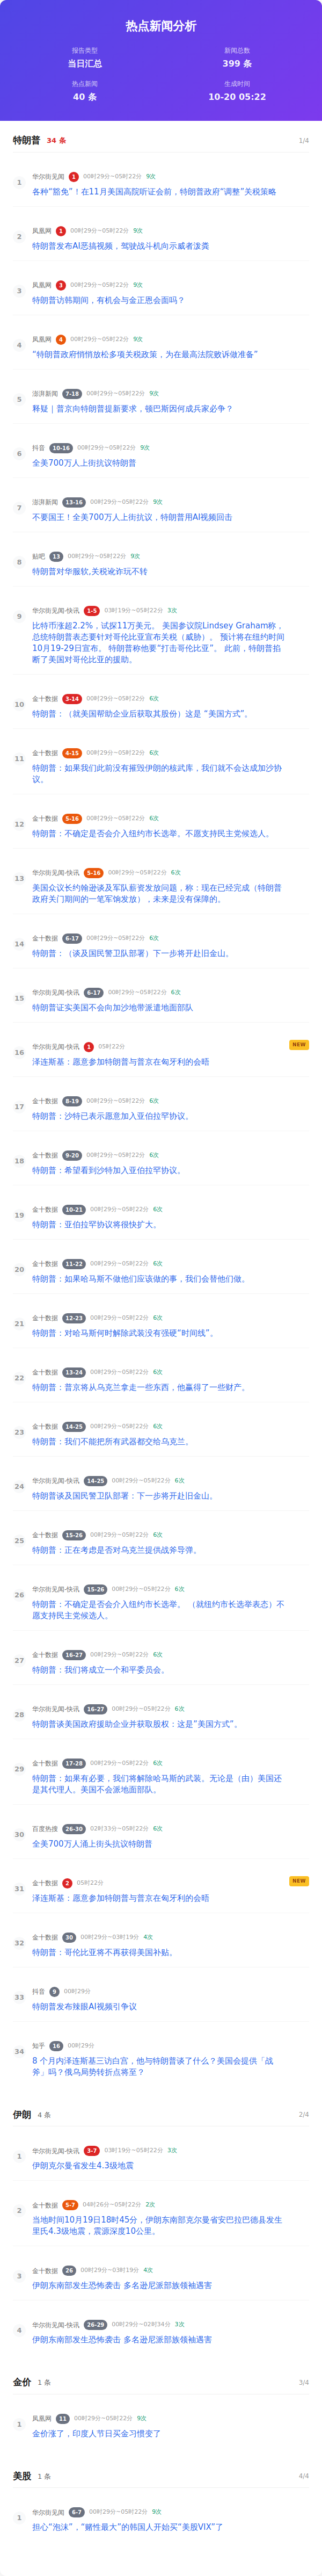 热点新闻分析
报告类型
新闻总数
当日汇总
399 条
热点新闻
生成时间
40 条
10-20 05:22
特朗普 34 条 1/4
1 华尔街见闻 1 00时29分~05时22分 9次
各种“豁免”！在11月美国高院听证会前，特朗普政府“调整”关税策略
2 凤凰网 1 00时29分~05时22分 9次
特朗普发布AI恶搞视频，驾驶战斗机向示威者泼粪
3 凤凰网 3 00时29分~05时22分 9次
特朗普访韩期间，有机会与金正恩会面吗？
4 凤凰网 4 00时29分~05时22分 9次
“特朗普政府悄悄放松多项关税政策，为在最高法院败诉做准备”
5 澎湃新闻 7-18 00时29分~05时22分 9次
释疑｜普京向特朗普提新要求，顿巴斯因何成兵家必争？
6 抖音 10-16 00时29分~05时22分 9次
全美700万人上街抗议特朗普
7 澎湃新闻 13-16 00时29分~05时22分 9次
不要国王！全美700万人上街抗议，特朗普用AI视频回击
8 贴吧 13 00时29分~05时22分 9次
特朗普对华服软,关税讹诈玩不转
9 华尔街见闻-快讯 1-5 03时19分~05时22分 3次
比特币涨超2.2%，试探11万美元。 美国参议院Lindsey Graham称，
总统特朗普表态要针对哥伦比亚宣布关税（威胁）。 预计将在纽约时间
10月19-29日宣布。 特朗普称他要“打击哥伦比亚”。 此前，特朗普掐
断了美国对哥伦比亚的援助。
10 金十数据 3-14 00时29分~05时22分 6次
特朗普：（就美国帮助企业后获取其股份）这是 “美国方式”。
11 金十数据 4-15 00时29分~05时22分 6次
特朗普：如果我们此前没有摧毁伊朗的核武库，我们就不会达成加沙协
议。
12 金十数据 5-16 00时29分~05时22分 6次
特朗普：不确定是否会介入纽约市长选举。不愿支持民主党候选人。
13 华尔街见闻-快讯 5-16 00时29分~05时22分 6次
美国众议长约翰逊谈及军队薪资发放问题，称：现在已经完成（特朗普
政府关门期间的一笔军饷发放），未来是没有保障的。
14 金十数据 6-17 00时29分~05时22分 6次
特朗普：（谈及国民警卫队部署）下一步将开赴旧金山。
15 华尔街见闻-快讯 6-17 00时29分~05时22分 6次
特朗普证实美国不会向加沙地带派遣地面部队
16 华尔街见闻-快讯 1 05时22分 NEW
泽连斯基：愿意参加特朗普与普京在匈牙利的会晤
17 金十数据 8-19 00时29分~05时22分 6次
特朗普：沙特已表示愿意加入亚伯拉罕协议。
18 金十数据 9-20 00时29分~05时22分 6次
特朗普：希望看到沙特加入亚伯拉罕协议。
19 金十数据 10-21 00时29分~05时22分 6次
特朗普：亚伯拉罕协议将很快扩大。
20 金十数据 11-22 00时29分~05时22分 6次
特朗普：如果哈马斯不做他们应该做的事，我们会替他们做。
21 金十数据 12-23 00时29分~05时22分 6次
特朗普：对哈马斯何时解除武装没有强硬“时间线”。
22 金十数据 13-24 00时29分~05时22分 6次
特朗普：普京将从乌克兰拿走一些东西，他赢得了一些财产。
23 金十数据 14-25 00时29分~05时22分 6次
特朗普：我们不能把所有武器都交给乌克兰。
24 华尔街见闻-快讯 14-25 00时29分~05时22分 6次
特朗普谈及国民警卫队部署：下一步将开赴旧金山。
25 金十数据 15-26 00时29分~05时22分 6次
特朗普：正在考虑是否对乌克兰提供战斧导弹。
26 华尔街见闻-快讯 15-26 00时29分~05时22分 6次
特朗普：不确定是否会介入纽约市长选举。 （就纽约市长选举表态）不
愿支持民主党候选人。
27 金十数据 16-27 00时29分~05时22分 6次
特朗普：我们将成立一个和平委员会。
28 华尔街见闻-快讯 16-27 00时29分~05时22分 6次
特朗普谈美国政府援助企业并获取股权：这是“美国方式”。
29 金十数据 17-28 00时29分~05时22分 6次
特朗普：如果有必要，我们将解除哈马斯的武装。无论是（由）美国还
是其代理人。美国不会派地面部队。
30 百度热搜 26-30 02时33分~05时22分 6次
全美700万人涌上街头抗议特朗普
31 金十数据 2 05时22分 NEW
泽连斯基：愿意参加特朗普与普京在匈牙利的会晤
32 金十数据 30 00时29分~03时19分 4次
特朗普：哥伦比亚将不再获得美国补贴。
33 抖音 9 00时29分
特朗普发布辣眼AI视频引争议
34 知乎 16 00时29分
8 个月内泽连斯基三访白宫，他与特朗普谈了什么？美国会提供「战
斧」吗？俄乌局势转折点将至？
伊朗 4 条 2/4
1 华尔街见闻-快讯 3-7 03时19分~05时22分 3次
伊朗克尔曼省发生4.3级地震
2 金十数据 5-7 04时26分~05时22分 2次
当地时间10月19日18时45分，伊朗东南部克尔曼省安巴拉巴德县发生
里氏4.3级地震，震源深度10公里。
3 金十数据 26 00时29分~03时19分 4次
伊朗东南部发生恐怖袭击 多名逊尼派部族领袖遇害
4 华尔街见闻-快讯 26-29 00时29分~02时34分 3次
伊朗东南部发生恐怖袭击 多名逊尼派部族领袖遇害
金价 1 条 3/4
1 凤凰网 11 00时29分~05时22分 9次
金价涨了，印度人节日买金习惯变了
美股 1 条 4/4
1 华尔街见闻 6-7 00时29分~05时22分 9次
担心“泡沫”，“赌性最大”的韩国人开始买“美股VIX”了